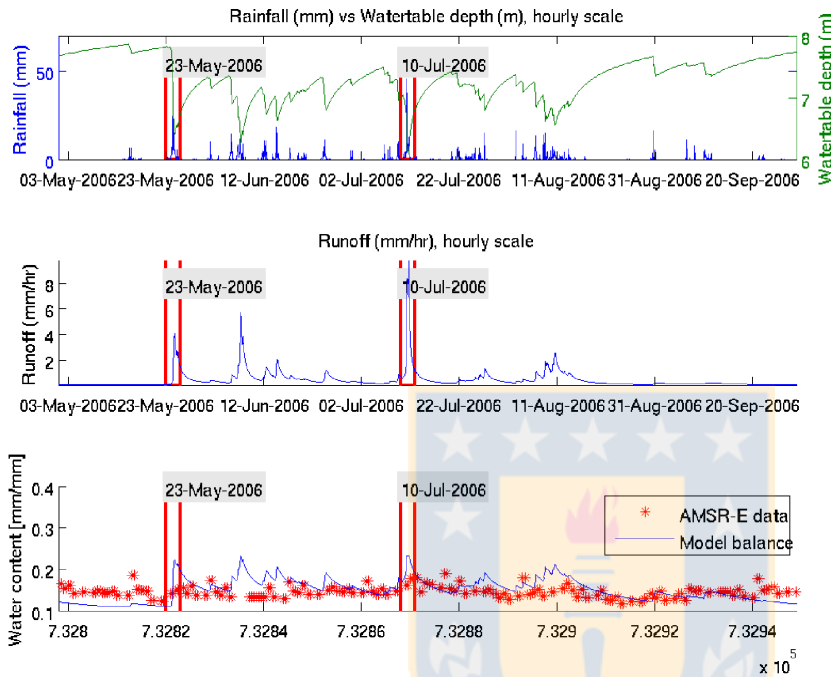 Rainfall (mm) vs Watertable depth (m), hourly scale
Rainfall (mm)
50
0
23-May-2006
10-Jul-2006
8
7
6
Watertable depth (m)
03-May-2006 23-May-2006 12-Jun-2006 02-Jul-2006 22-Jul-2006 11-Aug-2006 31-Aug-2006 20-Sep-2006
Runoff (mm/hr), hourly scale
Runoff (mm/hr)
8
6
4
2
23-May-2006
10-Jul-2006
03-May-2006 23-May-2006 12-Jun-2006 02-Jul-2006 22-Jul-2006 11-Aug-2006 31-Aug-2006 20-Sep-2006
Water content [mm/mm]
0.4
0.3
0.2
0.1
23-May-2006
10-Jul-2006
AMSR-E data
Model balance
7.328 7.3282 7.3284 7.3286 7.3288 7.329 7.3292 7.3294
x 10^5